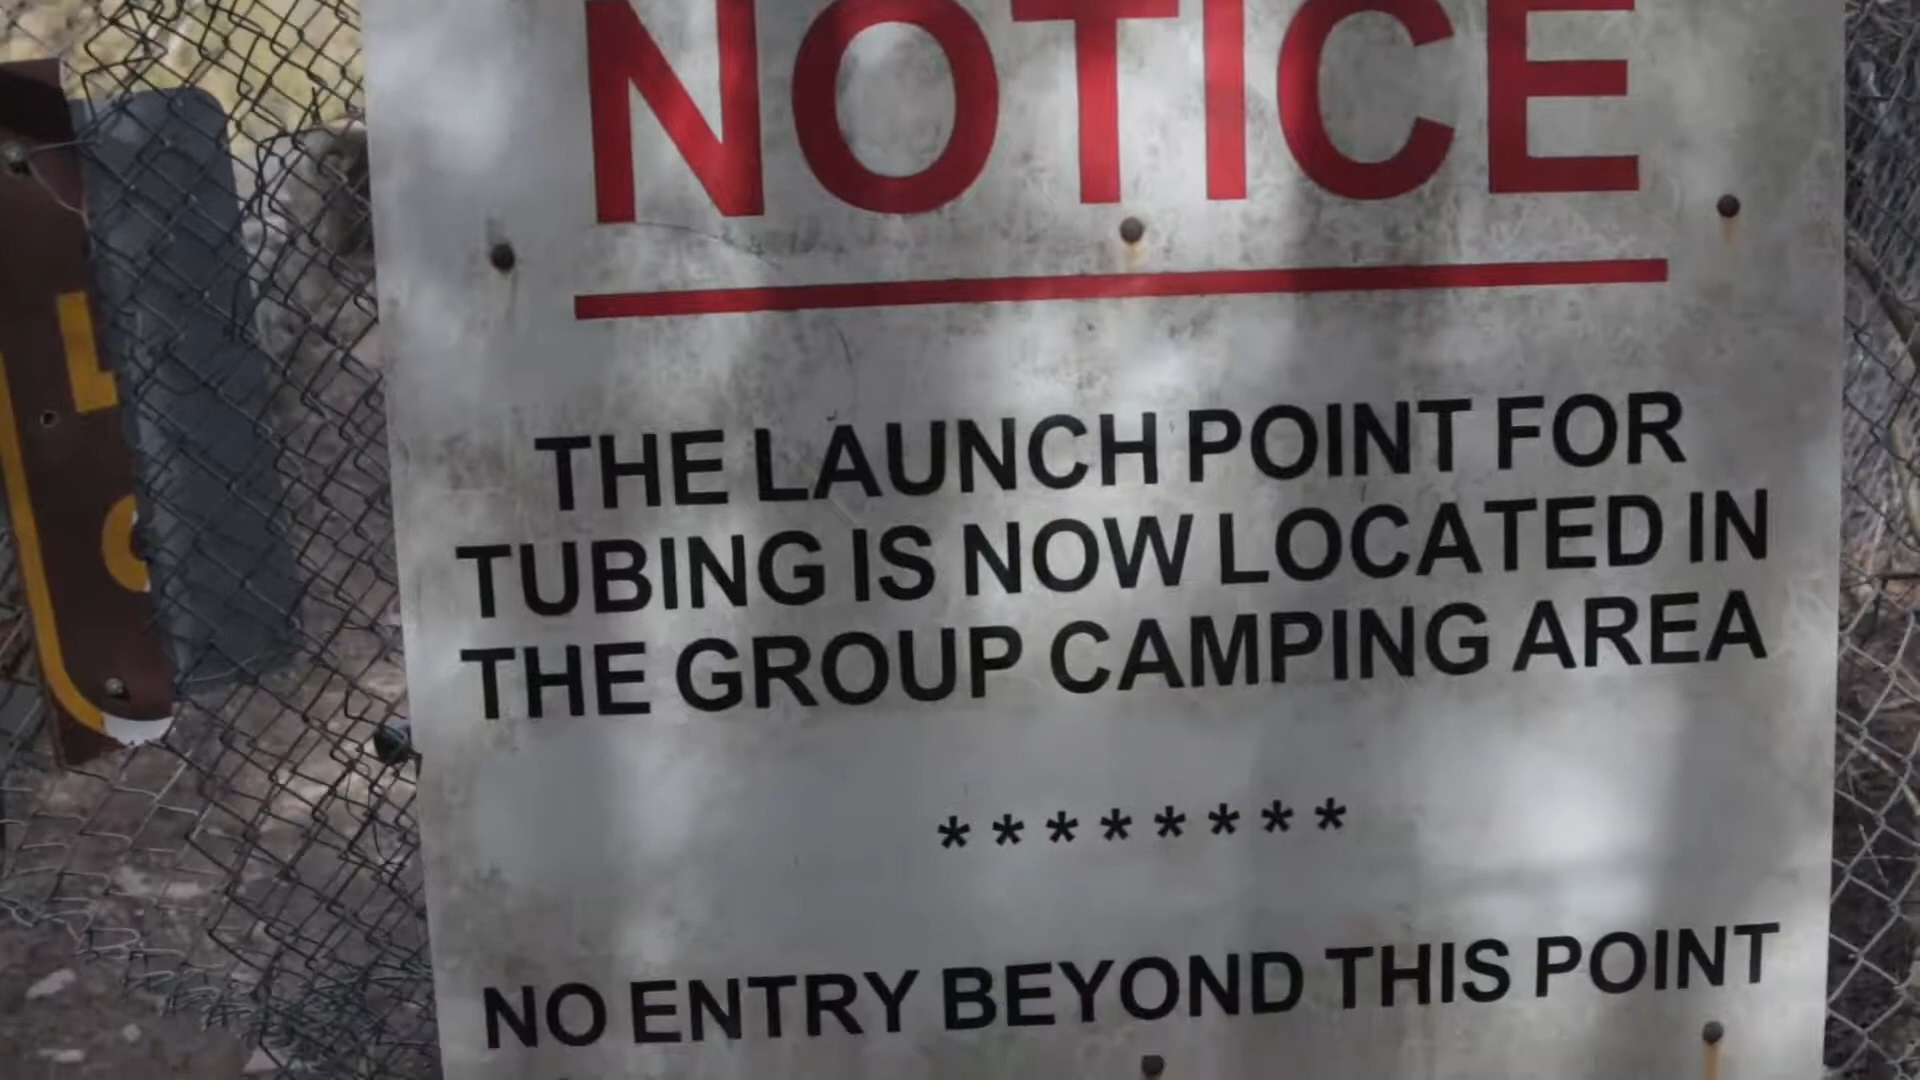 NOTICE
THE LAUNCH POINT FOR
TUBING IS NOW LOCATED IN
THE GROUP CAMPING AREA
* * * * * * * *
NO ENTRY BEYOND THIS POINT